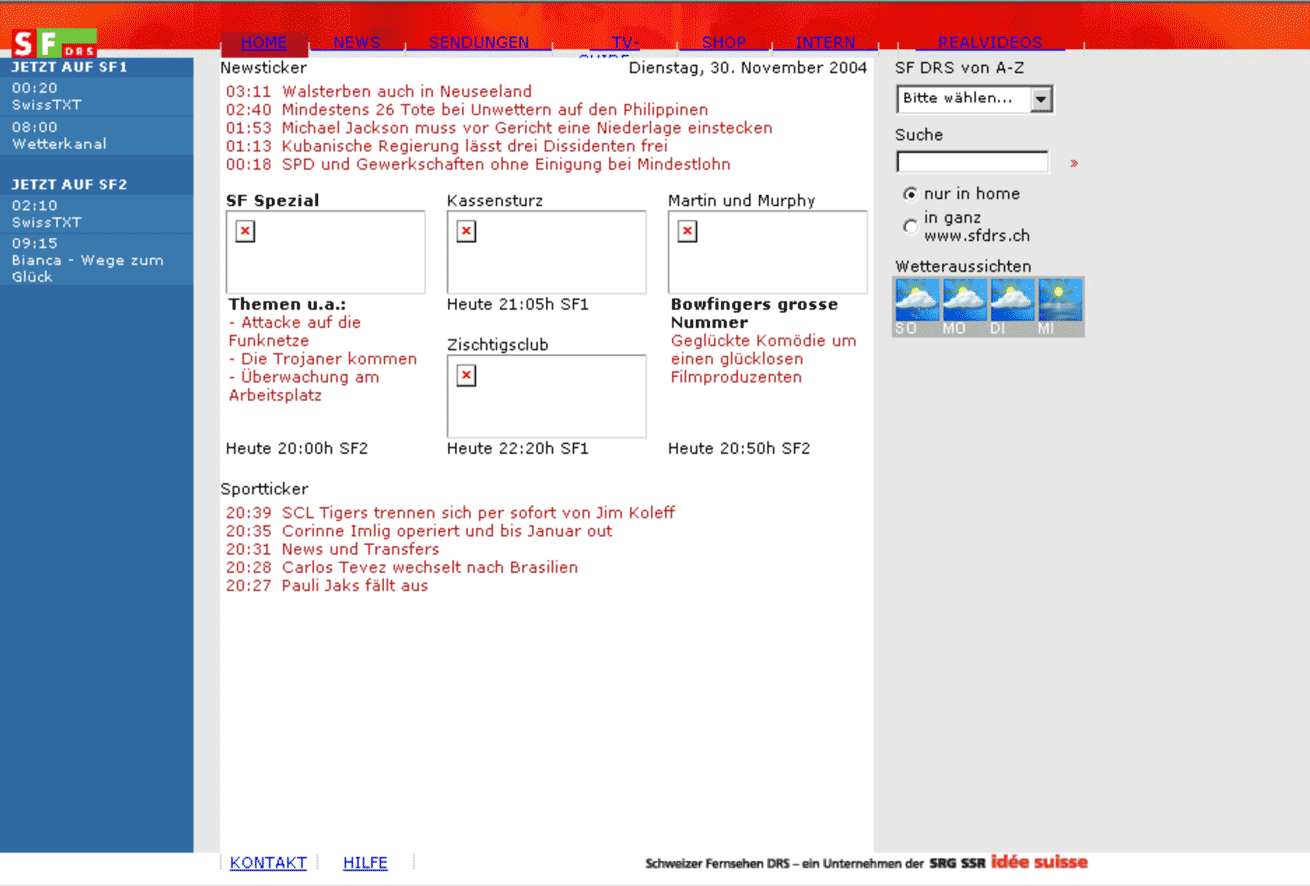 SF DRS
HOME NEWS SENDUNGEN TV- SHOP INTERN REALVIDEOS
GUIDE
JETZT AUF SF1
00:20
SwissTXT
08:00
Wetterkanal
JETZT AUF SF2
02:10
SwissTXT
09:15
Bianca - Wege zum
Glück
Newsticker Dienstag, 30. November 2004
03:11 Walsterben auch in Neuseeland
02:40 Mindestens 26 Tote bei Unwettern auf den Philippinen
01:53 Michael Jackson muss vor Gericht eine Niederlage einstecken
01:13 Kubanische Regierung lässt drei Dissidenten frei
00:18 SPD und Gewerkschaften ohne Einigung bei Mindestlohn
SF Spezial
Themen u.a.:
- Attacke auf die
Funknetze
- Die Trojaner kommen
- Überwachung am
Arbeitsplatz
Heute 20:00h SF2
Kassensturz
Heute 21:05h SF1
Zischtigsclub
Heute 22:20h SF1
Martin und Murphy
Bowfingers grosse
Nummer
Geglückte Komödie um
einen glücklosen
Filmproduzenten
Heute 20:50h SF2
Sportticker
20:39 SCL Tigers trennen sich per sofort von Jim Koleff
20:35 Corinne Imlig operiert und bis Januar out
20:31 News und Transfers
20:28 Carlos Tevez wechselt nach Brasilien
20:27 Pauli Jaks fällt aus
SF DRS von A-Z
Bitte wählen...
Suche
»
nur in home
in ganz
www.sfdrs.ch
Wetteraussichten
SO MO DI MI
KONTAKT HILFE
Schweizer Fernsehen DRS – ein Unternehmen der SRG SSR idée suisse